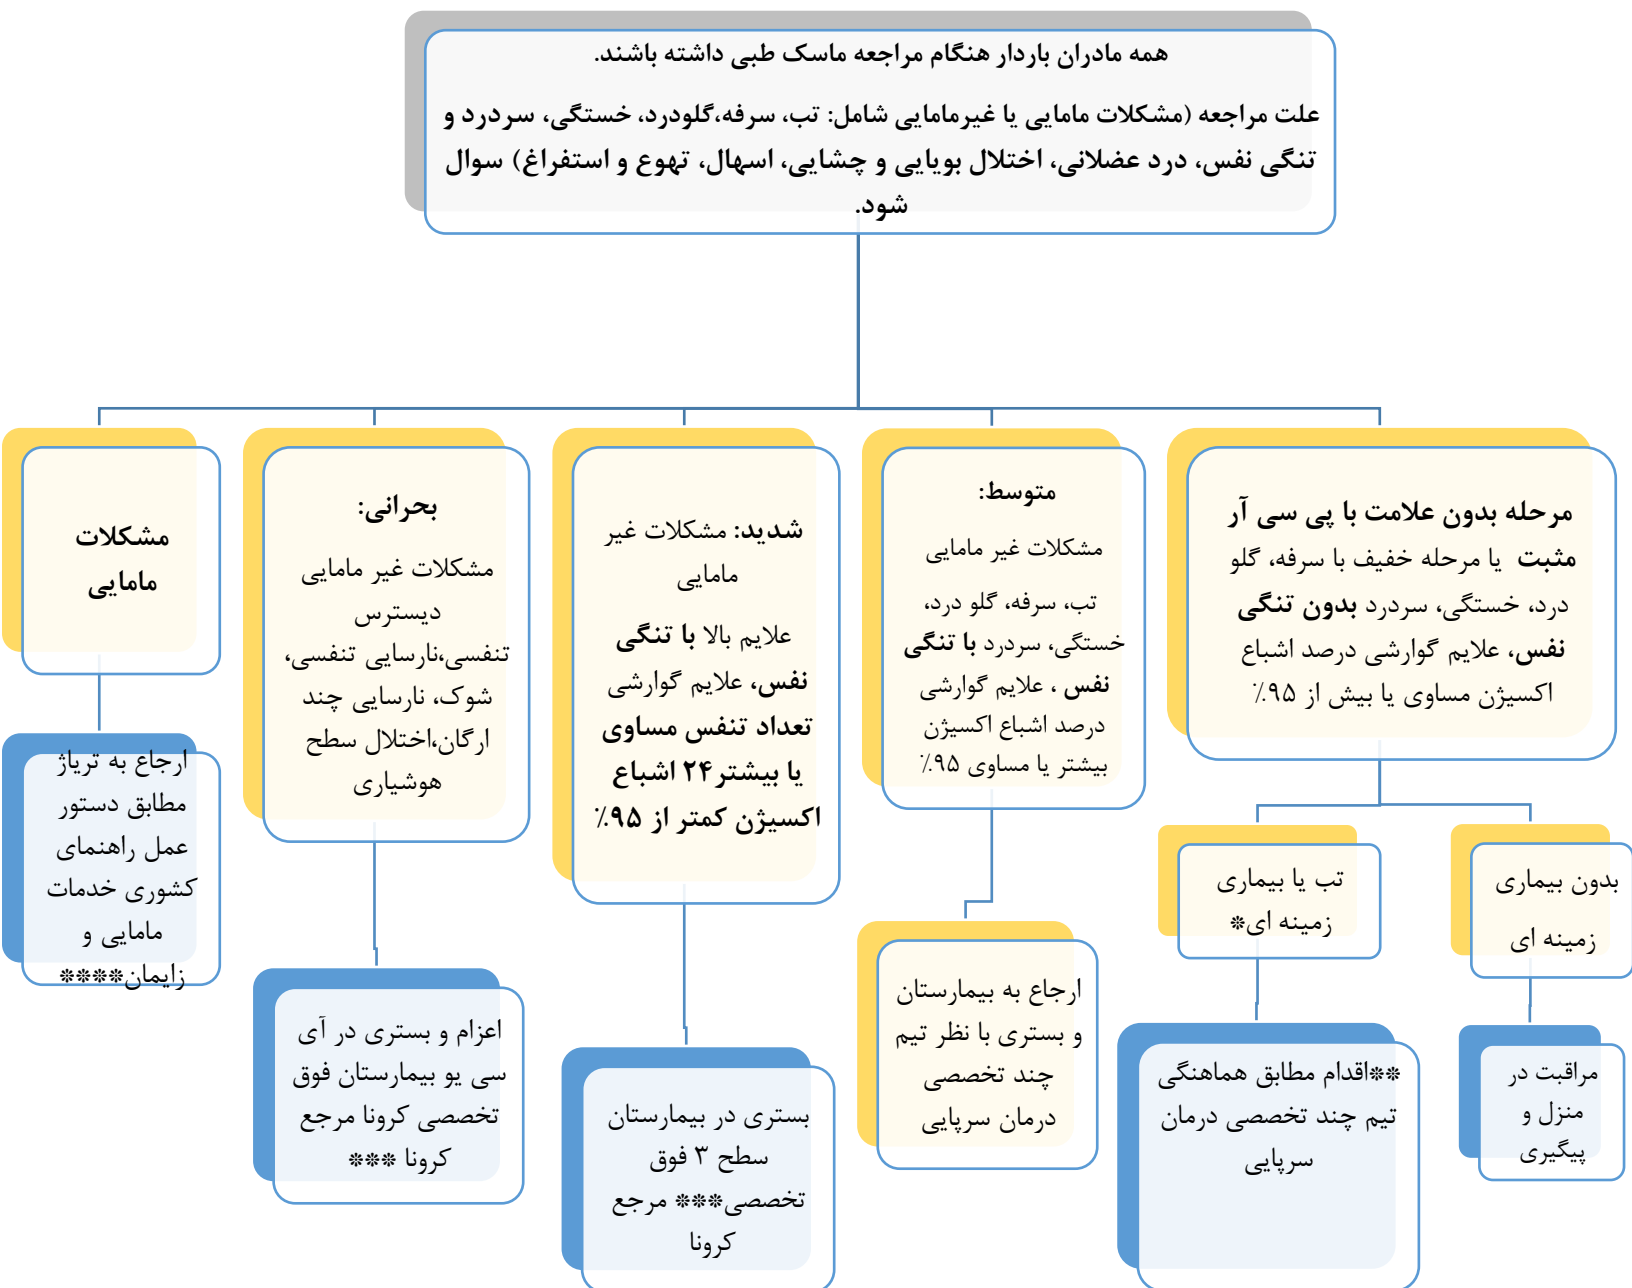 همه مادران باردار هنگام مراجعه ماسک طبی داشته باشند.
علت مراجعه (مشکلات مامایی یا غیرمامایی شامل: تب، سرفه،گلودرد، خستگی، سردرد و
تنگی نفس، درد عضلانی، اختلال بویایی و چشایی، اسهال، تهوع و استفراغ) سوال
شود.
مرحله بدون علامت با پی سی آر
مثبت یا مرحله خفیف با سرفه، گلو
درد، خستگی، سردرد بدون تنگی
نفس، علایم گوارشی درصد اشباع
اکسیژن مساوی یا بیش از ۹۵٪
بدون بیماری
زمینه ای
مراقبت در
منزل و
پیگیری
تب یا بیماری
زمینه ای*
**اقدام مطابق هماهنگی
تیم چند تخصصی درمان
سرپایی
متوسط:
مشکلات غیر مامایی
تب، سرفه، گلو درد،
خستگی، سردرد با تنگی
نفس ، علایم گوارشی
درصد اشباع اکسیژن
بیشتر یا مساوی ۹۵٪
ارجاع به بیمارستان
و بستری با نظر تیم
چند تخصصی
درمان سرپایی
شدید: مشکلات غیر
مامایی
علایم بالا با تنگی
نفس، علایم گوارشی
تعداد تنفس مساوی
یا بیشتر۲۴ اشباع
اکسیژن کمتر از ۹۵٪
بستری در بیمارستان
سطح ۳ فوق
تخصصی*** مرجع
کرونا
بحرانی:
مشکلات غیر مامایی
دیسترس
تنفسی،نارسایی تنفسی،
شوک، نارسایی چند
ارگان،اختلال سطح
هوشیاری
اعزام و بستری در آی
سی یو بیمارستان فوق
تخصصی کرونا مرجع
کرونا ***
مشکلات
مامایی
ارجاع به تریاژ
مطابق دستور
عمل راهنمای
کشوری خدمات
مامایی و
زایمان****